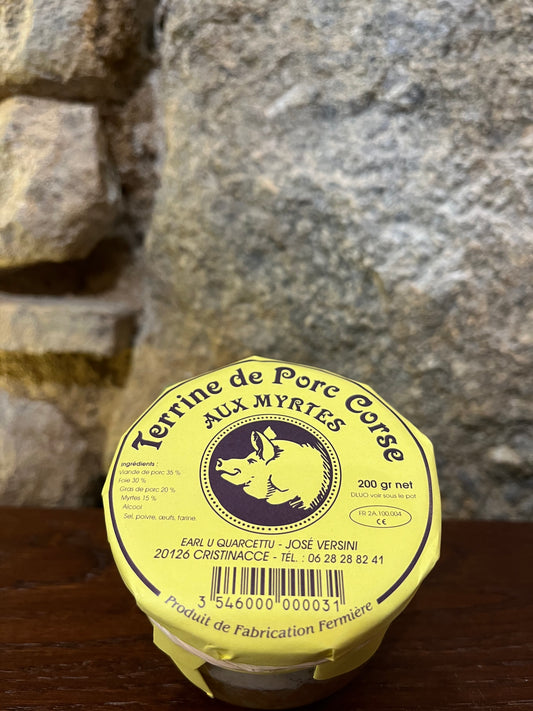 Terrine de Porc Corse
AUX MYRTES
Ingrédients :
Viande de porc 35 %
Foie 30 %
Gras de porc 20 %
Myrtes 15 %
Alcool
Sel, poivre, œufs, farine.
200 gr net
DLUO voir sous le pot
FR 2A.100.004
CE
EARL U QUARCETTU - JOSÉ VERSINI
20126 CRISTINACCE - TÉL. : 06 28 28 82 41
3 546000 000031
Produit de Fabrication Fermière